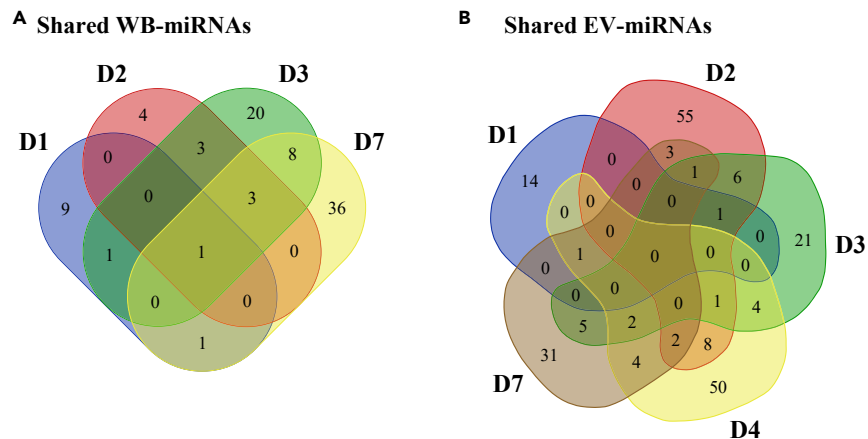 A Shared WB-miRNAs
D2 D3
D1 D7
4 20
0 3 8
9 0 3 36
1 1 0
0 0
1
B Shared EV-miRNAs
D2
D1
55
3
0 1 6
14 0
0 0 1
0 0 0 21
D3
1 0 0 0
0 0
0 0 1 4
5 2
31 4 2 8
D7
50
D4